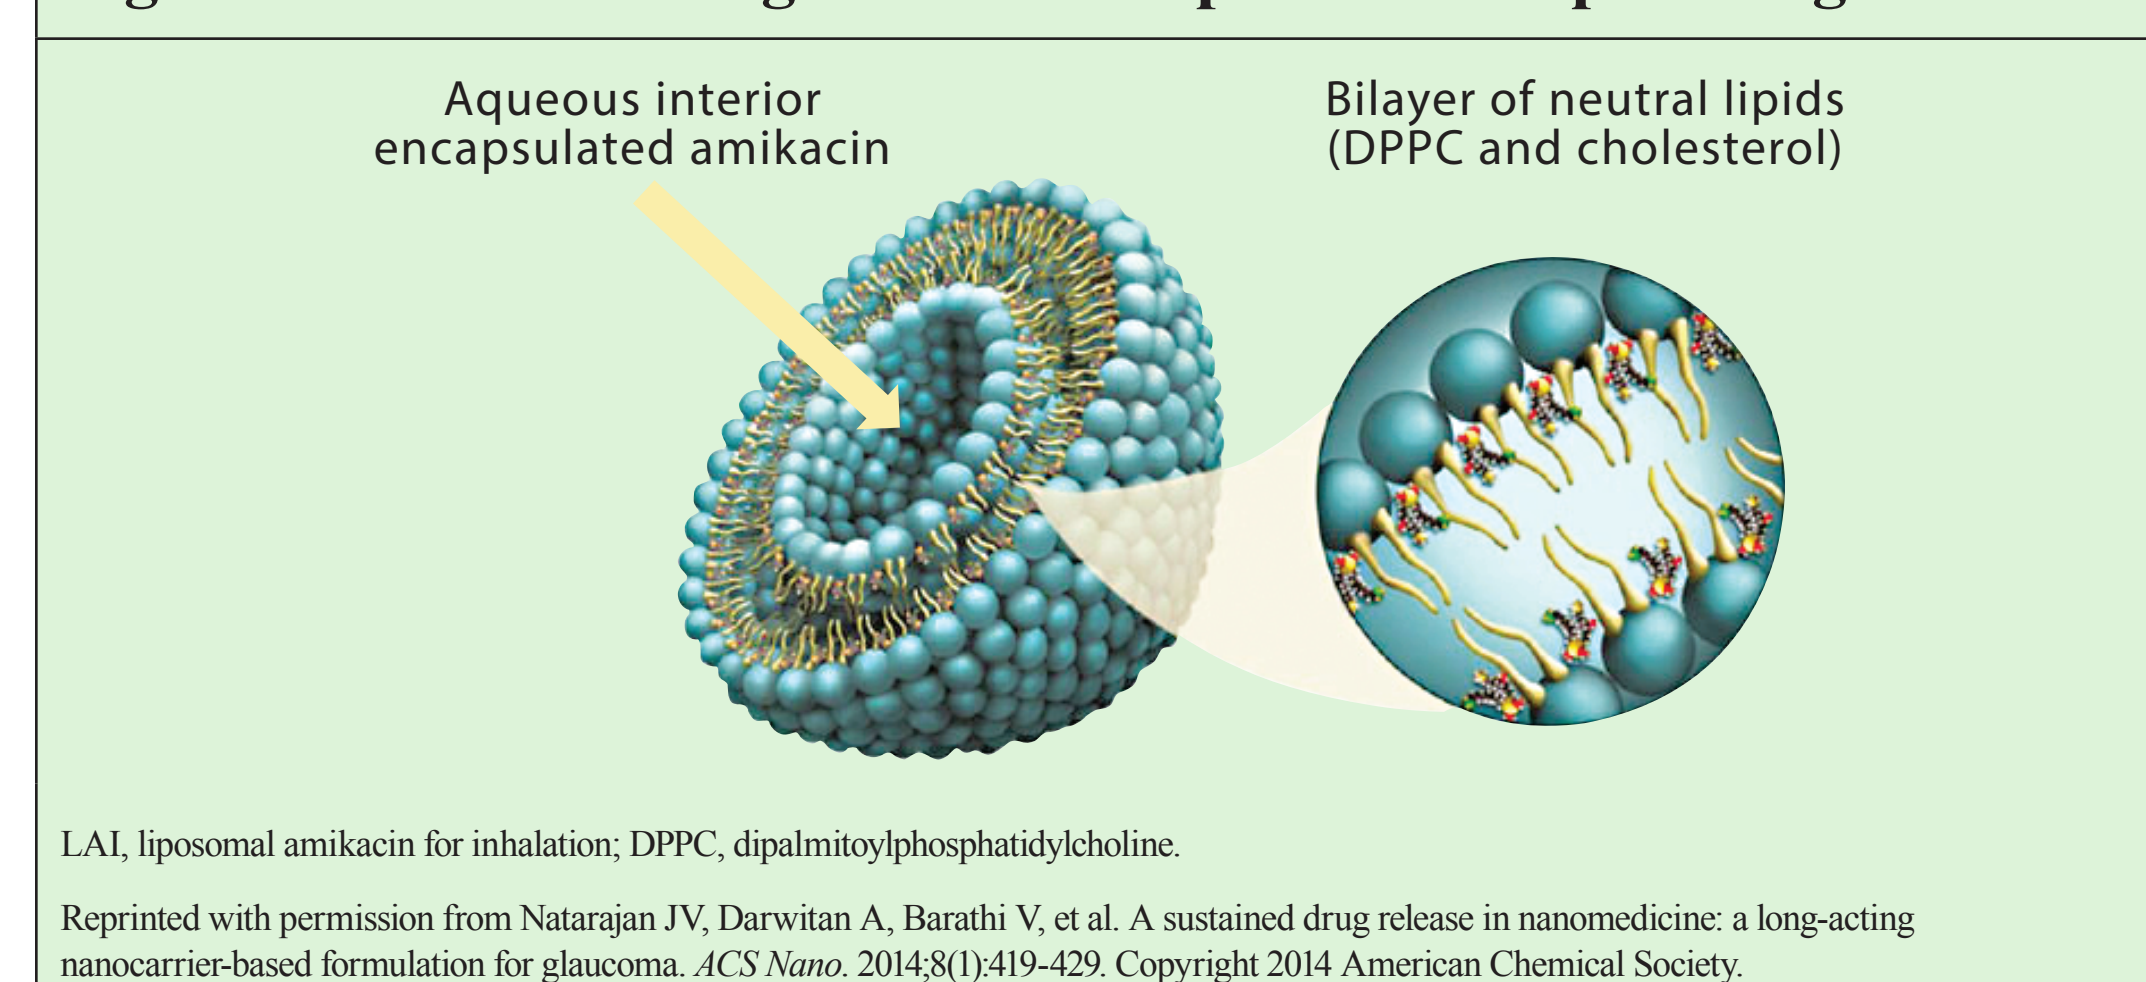 Aqueous interior
encapsulated amikacin
Bilayer of neutral lipids
(DPPC and cholesterol)
LAI, liposomal amikacin for inhalation; DPPC, dipalmitoylphosphatidylcholine.
Reprinted with permission from Natarajan JV, Darwitan A, Barathi V, et al. A sustained drug release in nanomedicine: a long-acting
nanocarrier-based formulation for glaucoma. ACS Nano. 2014;8(1):419-429. Copyright 2014 American Chemical Society.